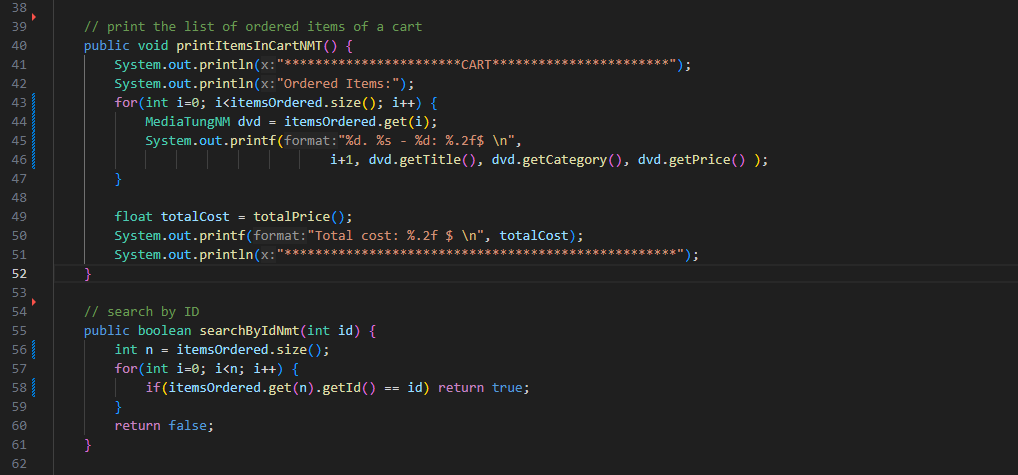 38
39 // print the list of ordered items of a cart
40 public void printItemsInCartNMT() {
41 System.out.println(x:"***********************CART***********************");
42 System.out.println(x:"Ordered Items:");
43 for(int i=0; i<itemsOrdered.size(); i++) {
44 MediaTungNM dvd = itemsOrdered.get(i);
45 System.out.printf(format:"%d. %s - %d: %.2f$ \n",
46 i+1, dvd.getTitle(), dvd.getCategory(), dvd.getPrice() );
47 }
48
49 float totalCost = totalPrice();
50 System.out.printf(format:"Total cost: %.2f $ \n", totalCost);
51 System.out.println(x:"***************************************************");
52 }
53
54 // search by ID
55 public boolean searchByIdNmt(int id) {
56 int n = itemsOrdered.size();
57 for(int i=0; i<n; i++) {
58 if(itemsOrdered.get(n).getId() == id) return true;
59 }
60 return false;
61 }
62